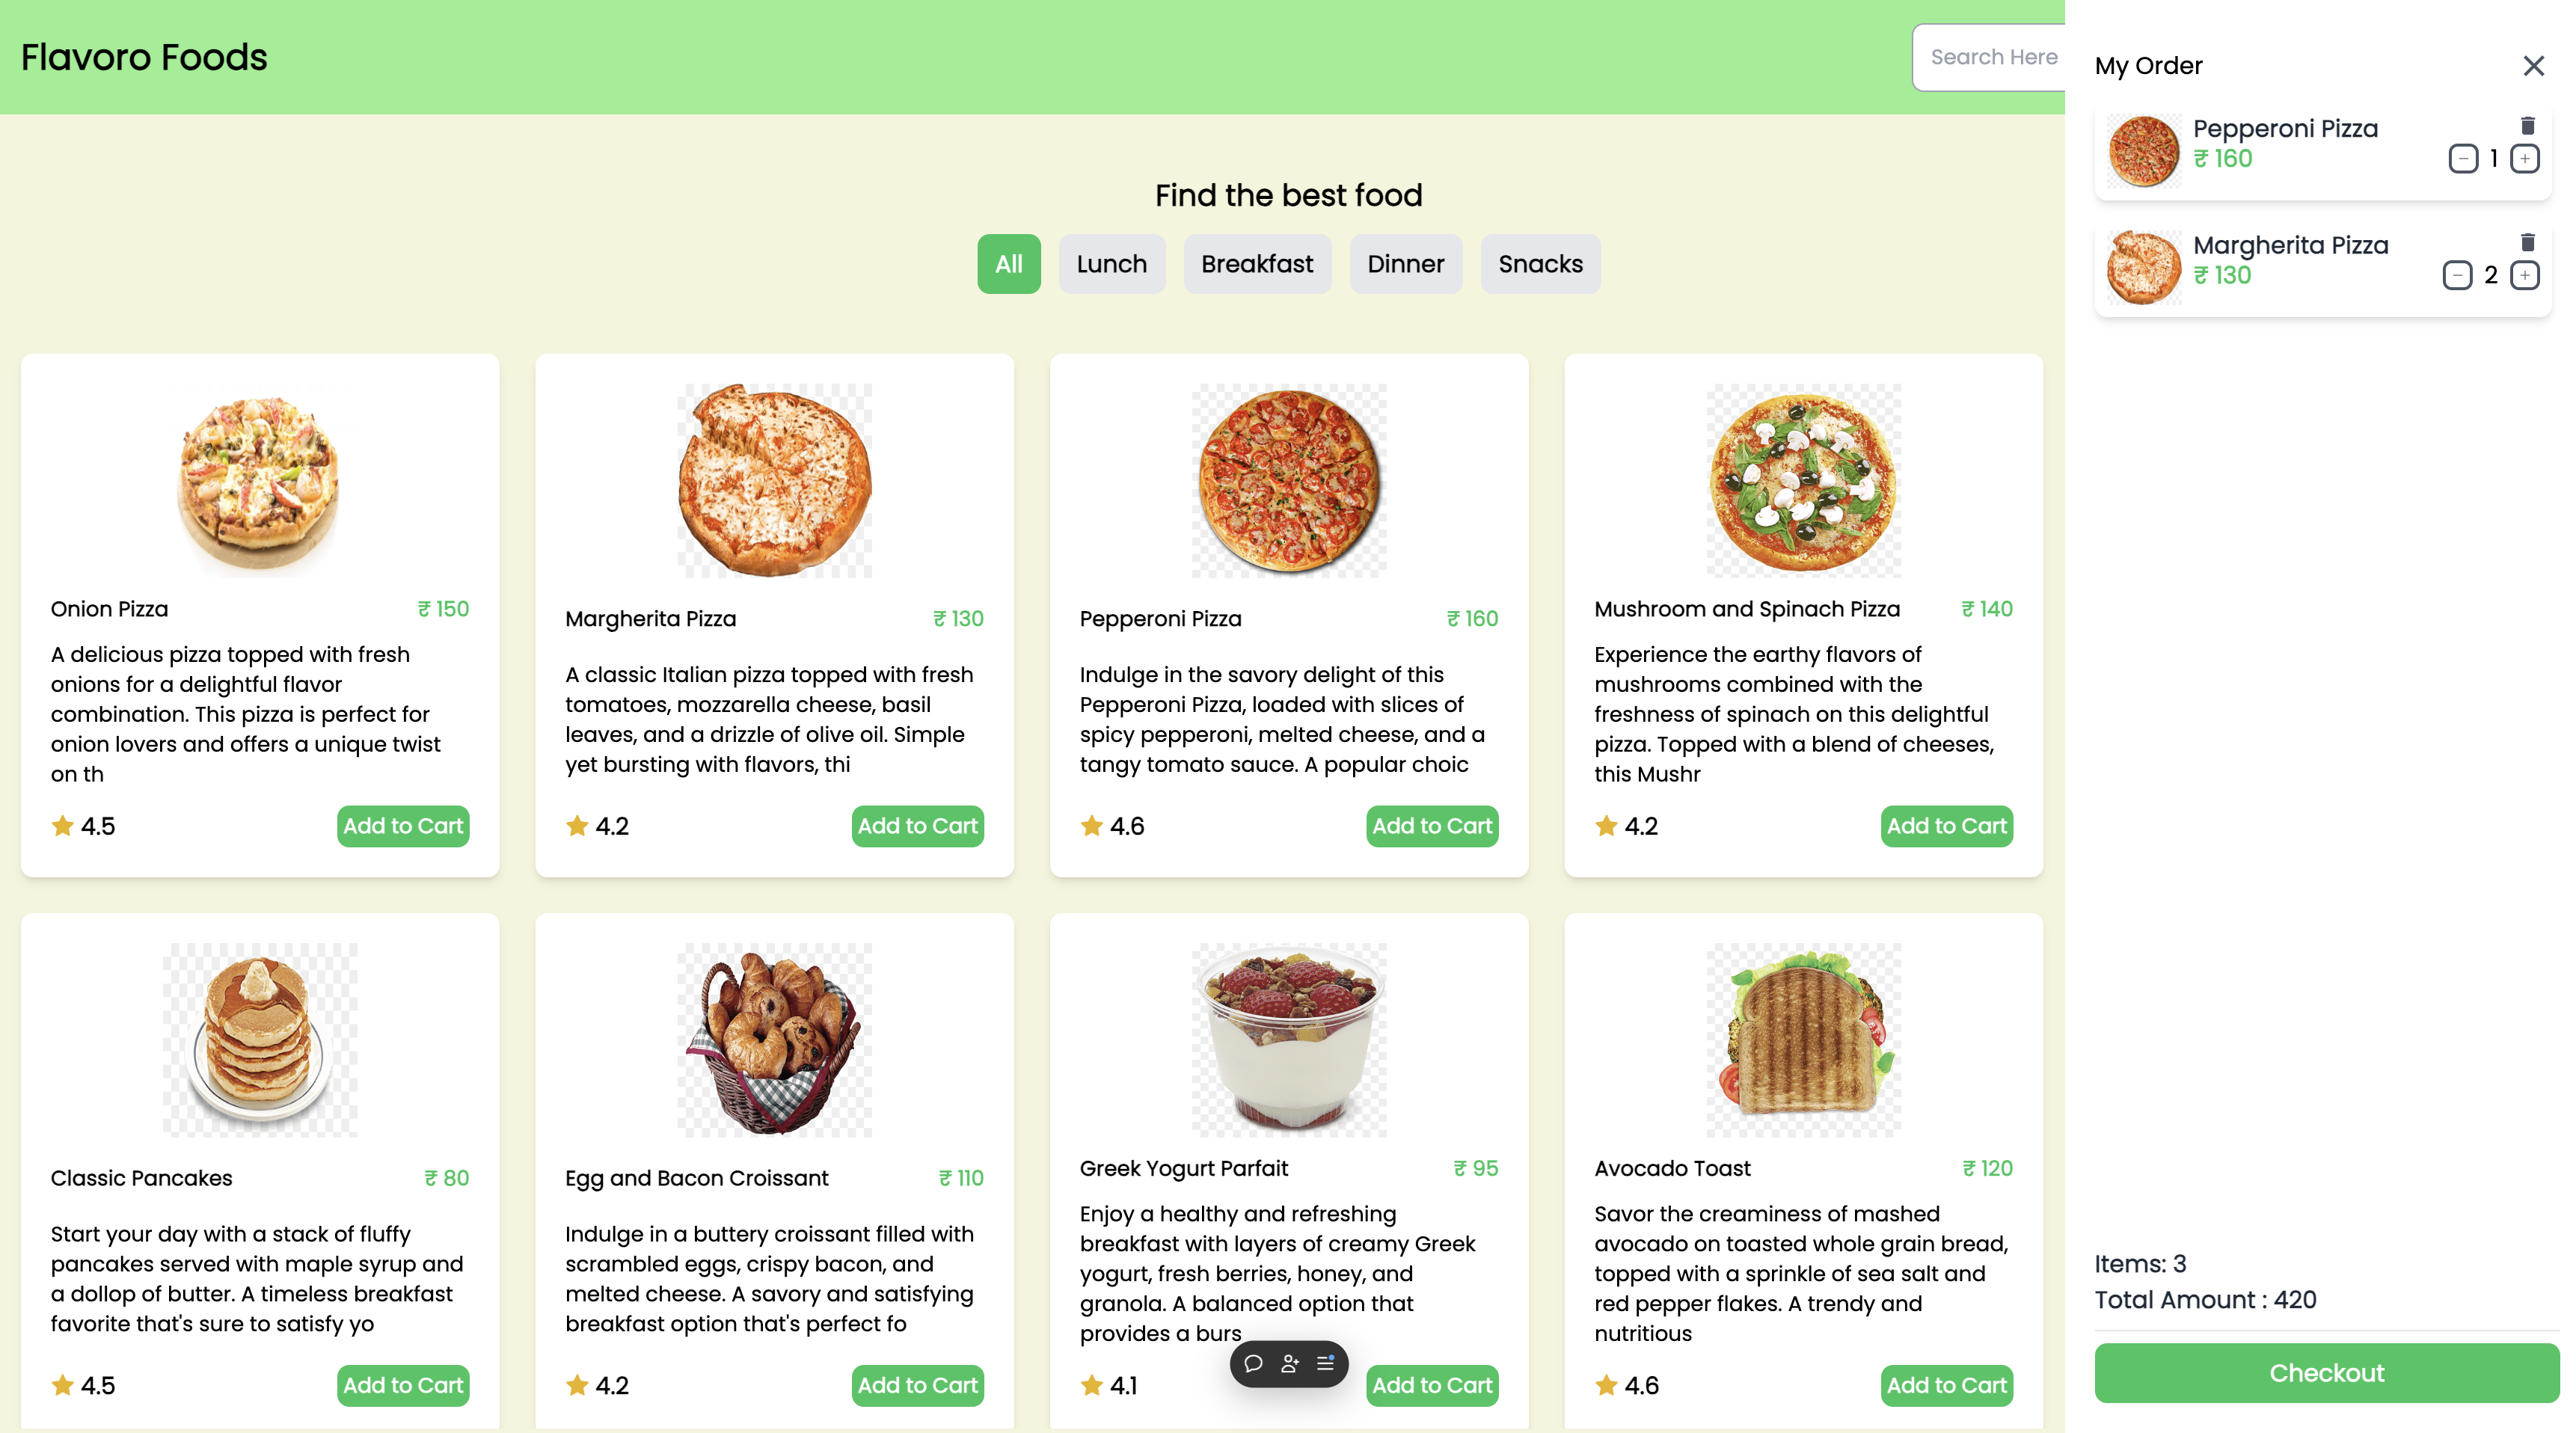 Flavoro Foods
Search Here
Find the best food
All Lunch Breakfast Dinner Snacks
Onion Pizza ₹ 150
A delicious pizza topped with fresh
onions for a delightful flavor
combination. This pizza is perfect for
onion lovers and offers a unique twist
on th
4.5 Add to Cart
Margherita Pizza ₹ 130
A classic Italian pizza topped with fresh
tomatoes, mozzarella cheese, basil
leaves, and a drizzle of olive oil. Simple
yet bursting with flavors, thi
4.2 Add to Cart
Pepperoni Pizza ₹ 160
Indulge in the savory delight of this
Pepperoni Pizza, loaded with slices of
spicy pepperoni, melted cheese, and a
tangy tomato sauce. A popular choic
4.6 Add to Cart
Mushroom and Spinach Pizza ₹ 140
Experience the earthy flavors of
mushrooms combined with the
freshness of spinach on this delightful
pizza. Topped with a blend of cheeses,
this Mushr
4.2 Add to Cart
Classic Pancakes ₹ 80
Start your day with a stack of fluffy
pancakes served with maple syrup and
a dollop of butter. A timeless breakfast
favorite that's sure to satisfy yo
4.5 Add to Cart
Egg and Bacon Croissant ₹ 110
Indulge in a buttery croissant filled with
scrambled eggs, crispy bacon, and
melted cheese. A savory and satisfying
breakfast option that's perfect fo
4.2 Add to Cart
Greek Yogurt Parfait ₹ 95
Enjoy a healthy and refreshing
breakfast with layers of creamy Greek
yogurt, fresh berries, honey, and
granola. A balanced option that
provides a burs
4.1 Add to Cart
Avocado Toast ₹ 120
Savor the creaminess of mashed
avocado on toasted whole grain bread,
topped with a sprinkle of sea salt and
red pepper flakes. A trendy and
nutritious
4.6 Add to Cart
My Order
Pepperoni Pizza
₹ 160 − 1 +
Margherita Pizza
₹ 130 − 2 +
Items: 3
Total Amount : 420
Checkout